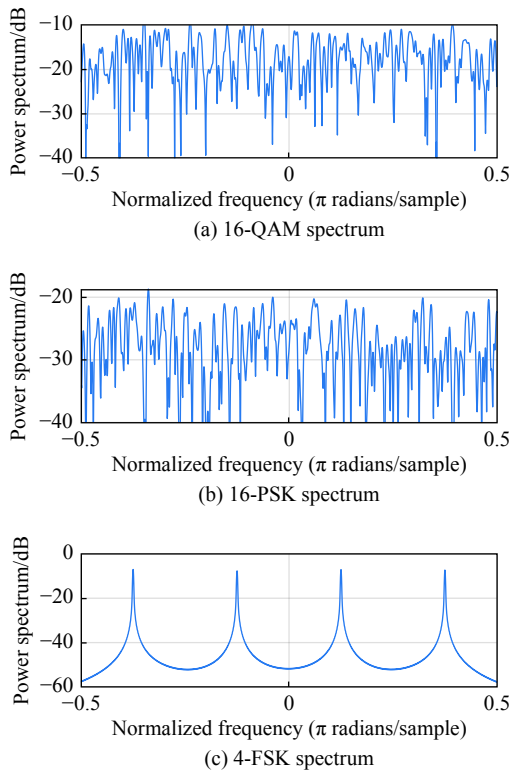 Power spectrum/dB
−10
−20
−30
−40
−0.5
0
0.5
Normalized frequency (π radians/sample)
(a) 16-QAM spectrum
Power spectrum/dB
−20
−30
−40
−0.5
0
0.5
Normalized frequency (π radians/sample)
(b) 16-PSK spectrum
Power spectrum/dB
0
−20
−40
−60
−0.5
0
0.5
Normalized frequency (π radians/sample)
(c) 4-FSK spectrum